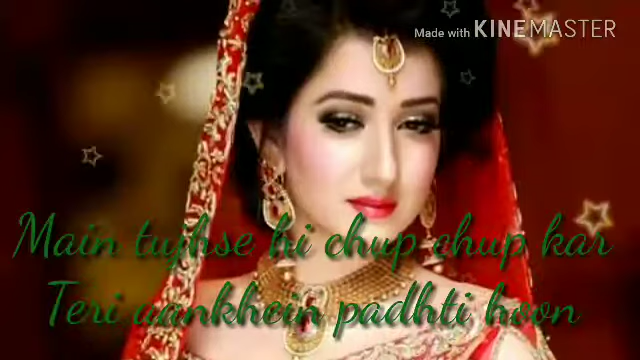 Made with KINEMASTER
Main tujhse hi chup chup kar
Teri aankhein padhti hoon